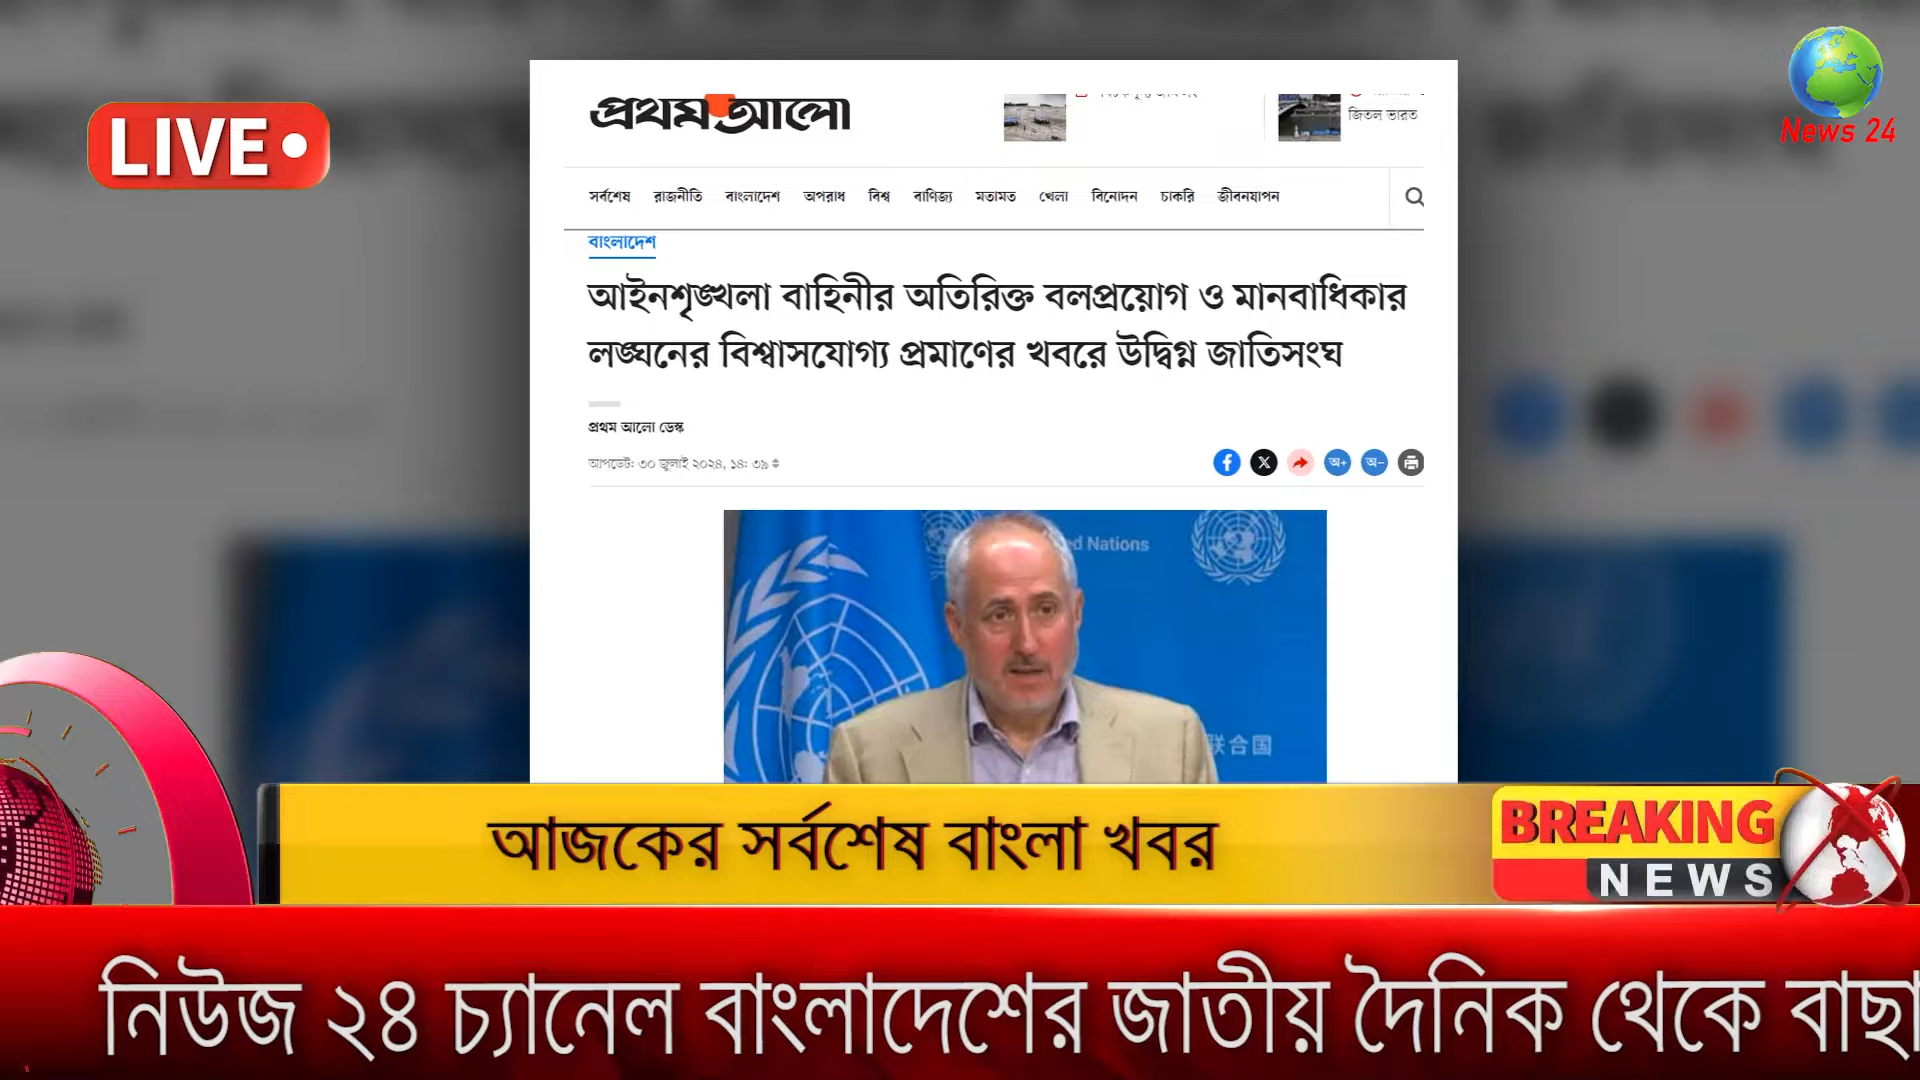 LIVE
প্রথম আলো
জিতল ভারত
News 24
সর্বশেষ রাজনীতি বাংলাদেশ অপরাধ বিশ্ব বাণিজ্য মতামত খেলা বিনোদন চাকরি জীবনযাপন
বাংলাদেশ
আইনশৃঙ্খলা বাহিনীর অতিরিক্ত বলপ্রয়োগ ও মানবাধিকার
লঙ্ঘনের বিশ্বাসযোগ্য প্রমাণের খবরে উদ্বিগ্ন জাতিসংঘ
প্রথম আলো ডেস্ক
আপডেট: ৩০ জুলাই ২০২৪, ১৪: ৩৯
অ+ অ-
ed Nations
联合国
আজকের সর্বশেষ বাংলা খবর
BREAKING
NEWS
নিউজ ২৪ চ্যানেল বাংলাদেশের জাতীয় দৈনিক থেকে বাছা